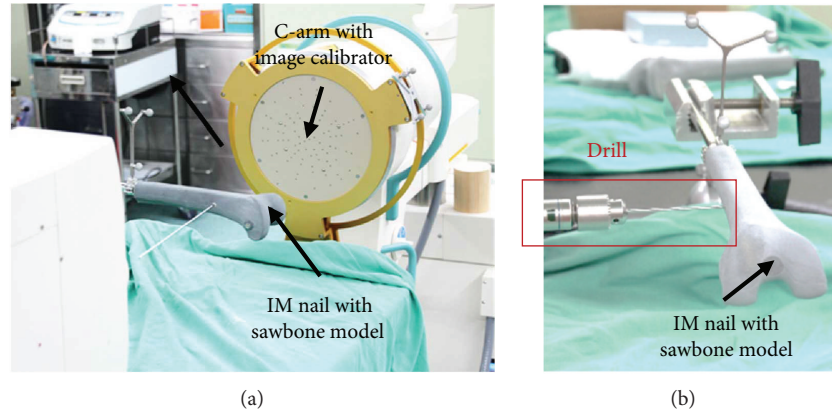 C-arm with
image calibrator
IM nail with
sawbone model
(a)
Drill
IM nail with
sawbone model
(b)